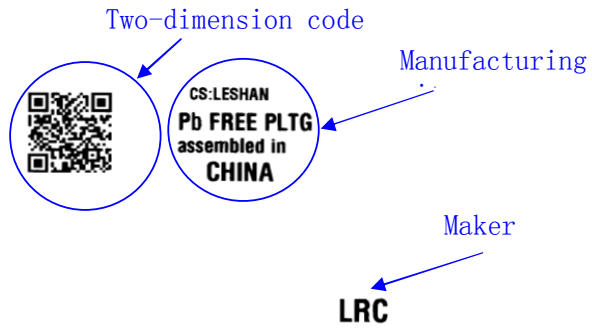 Two-dimension code
Manufacturing
CS:LESHAN
Pb FREE PLTG
assembled in
CHINA
Maker
LRC